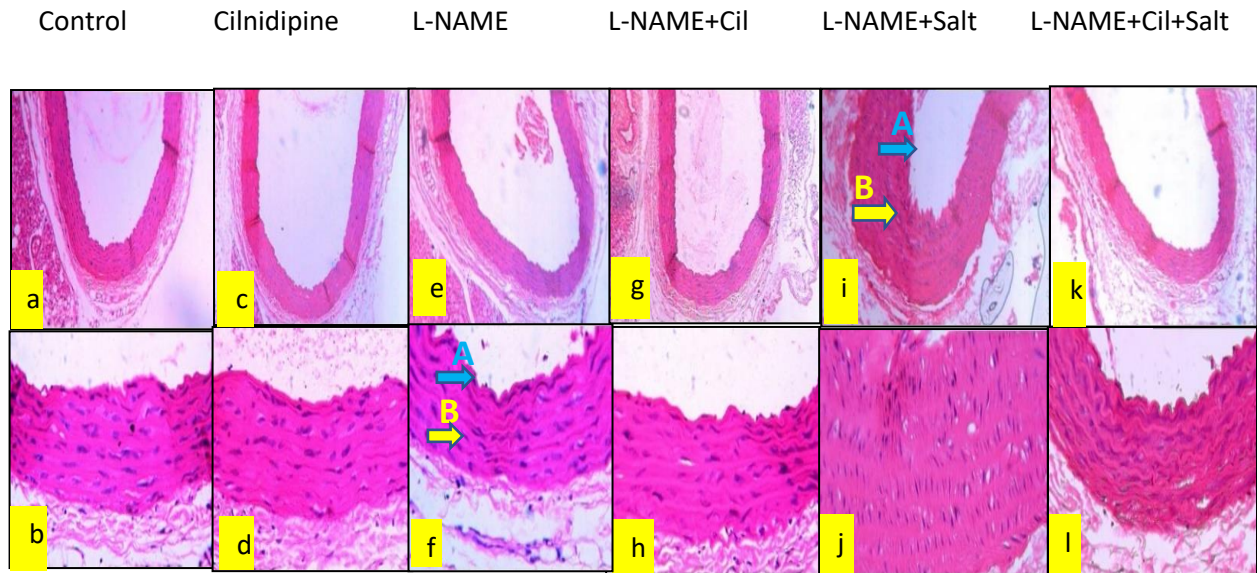 Control Cilnidipine L-NAME L-NAME+Cil L-NAME+Salt L-NAME+Cil+Salt
A
B
a c e g i k
A
B
b d f h j l